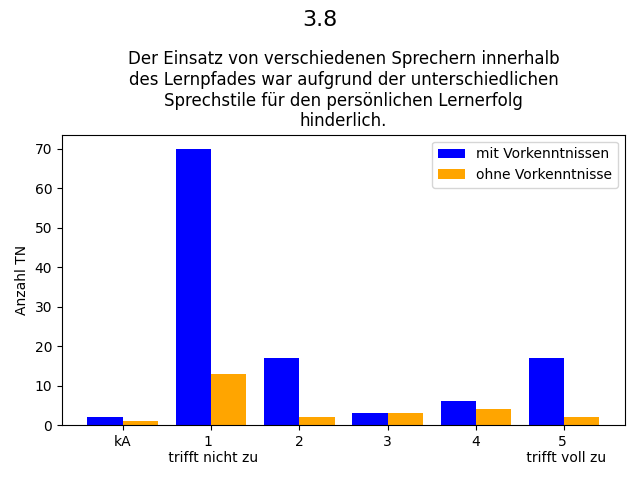 3.8
Der Einsatz von verschiedenen Sprechern innerhalb
des Lernpfades war aufgrund der unterschiedlichen
Sprechstile für den persönlichen Lernerfolg
hinderlich.
mit Vorkenntnissen
ohne Vorkenntnisse
Anzahl TN
70
60
50
40
30
20
10
0
kA 1 2 3 4 5
trifft nicht zu trifft voll zu